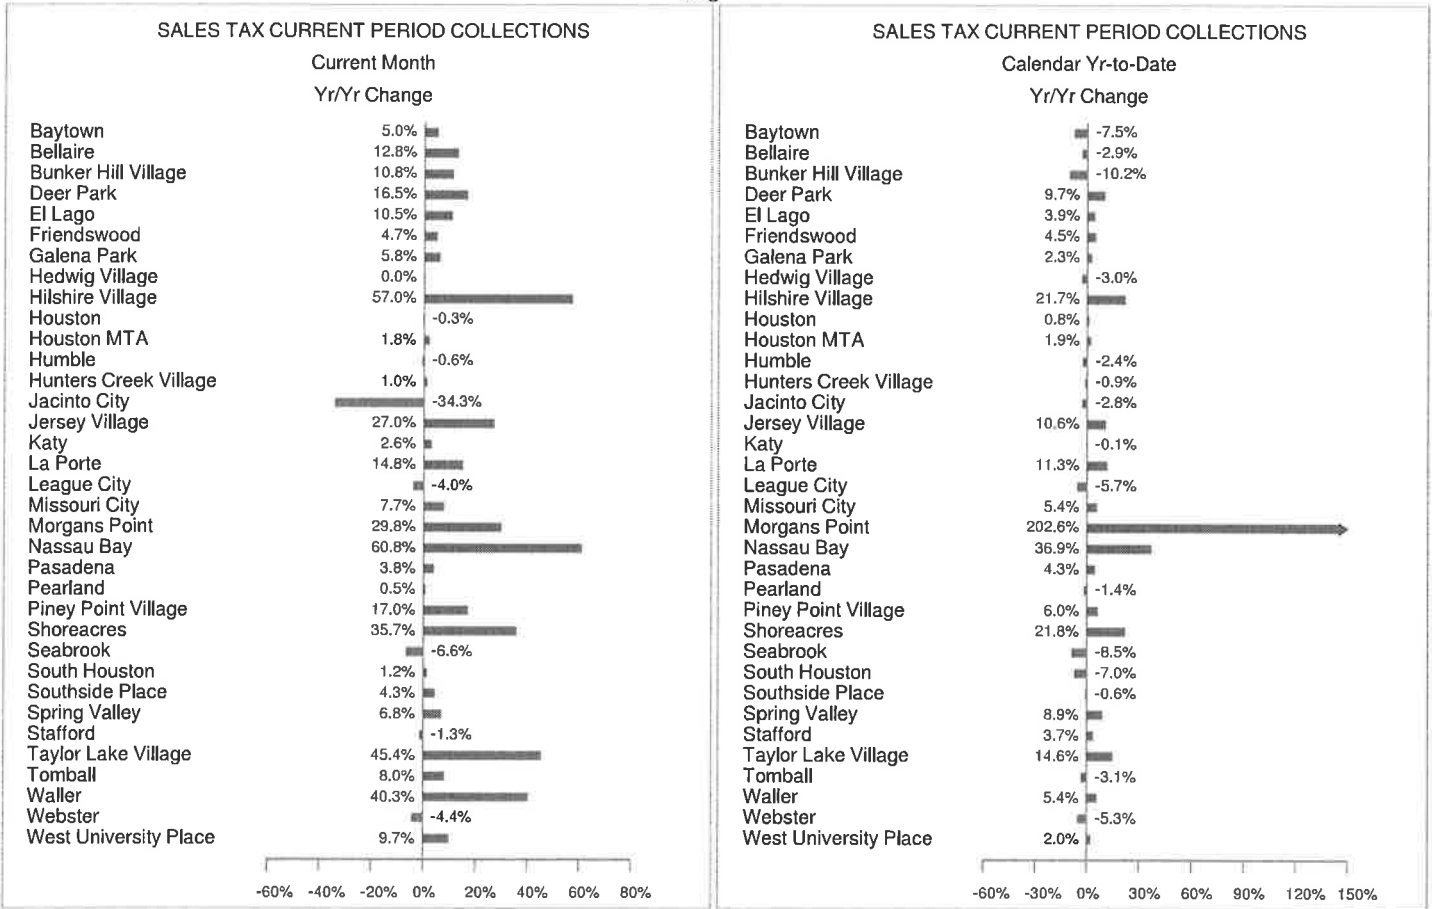 SALES TAX CURRENT PERIOD COLLECTIONS
Current Month
Yr/Yr Change
Baytown 5.0%
Bellaire 12.8%
Bunker Hill Village 10.8%
Deer Park 16.5%
El Lago 10.5%
Friendswood 4.7%
Galena Park 5.8%
Hedwig Village 0.0%
Hilshire Village 57.0%
Houston -0.3%
Houston MTA 1.8%
Humble -0.6%
Hunters Creek Village 1.0%
Jacinto City -34.3%
Jersey Village 27.0%
Katy 2.6%
La Porte 14.8%
League City -4.0%
Missouri City 7.7%
Morgans Point 29.8%
Nassau Bay 60.8%
Pasadena 3.8%
Pearland 0.5%
Piney Point Village 17.0%
Shoreacres 35.7%
Seabrook -6.6%
South Houston 1.2%
Southside Place 4.3%
Spring Valley 6.8%
Stafford -1.3%
Taylor Lake Village 45.4%
Tomball 8.0%
Waller 40.3%
Webster -4.4%
West University Place 9.7%
-60% -40% -20% 0% 20% 40% 60% 80%
SALES TAX CURRENT PERIOD COLLECTIONS
Calendar Yr-to-Date
Yr/Yr Change
Baytown -7.5%
Bellaire -2.9%
Bunker Hill Village -10.2%
Deer Park 9.7%
El Lago 3.9%
Friendswood 4.5%
Galena Park 2.3%
Hedwig Village -3.0%
Hilshire Village 21.7%
Houston 0.8%
Houston MTA 1.9%
Humble -2.4%
Hunters Creek Village -0.9%
Jacinto City -2.8%
Jersey Village 10.6%
Katy -0.1%
La Porte 11.3%
League City -5.7%
Missouri City 5.4%
Morgans Point 202.6%
Nassau Bay 36.9%
Pasadena 4.3%
Pearland -1.4%
Piney Point Village 6.0%
Shoreacres 21.8%
Seabrook -8.5%
South Houston -7.0%
Southside Place -0.6%
Spring Valley 8.9%
Stafford 3.7%
Taylor Lake Village 14.6%
Tomball -3.1%
Waller 5.4%
Webster -5.3%
West University Place 2.0%
-60% -30% 0% 30% 60% 90% 120% 150%